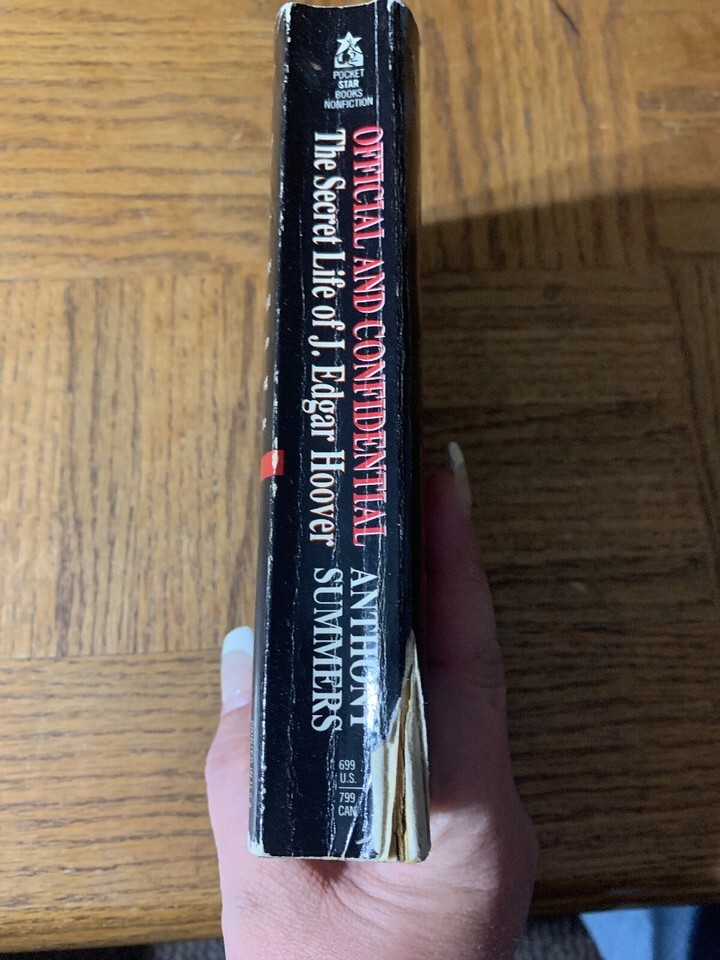 POCKET
STAR
BOOKS
NONFICTION
OFFICIAL AND CONFIDENTIAL
The Secret Life of J. Edgar Hoover
ANTHONY
SUMMERS
699
U.S.
799
CAN